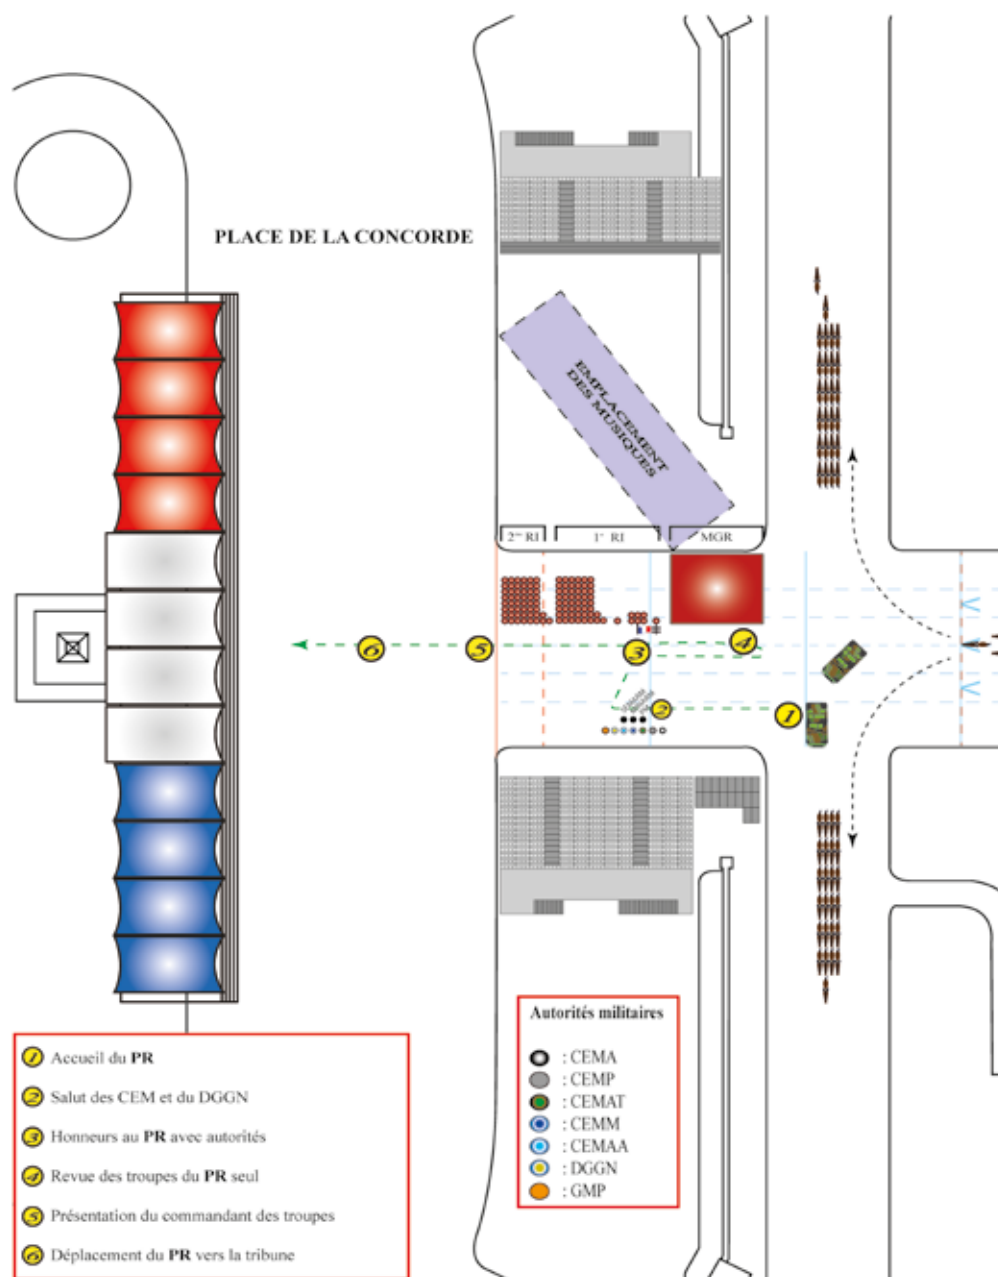 PLACE DE LA CONCORDE
EMPLACEMENT
DES MUSIQUES
2me RI
1er RI
MGR
6
5
3
4
2
1
1 Accueil du PR
2 Salut des CEM et du DGGN
3 Honneurs au PR avec autorités
4 Revue des troupes du PR seul
5 Présentation du commandant des troupes
6 Déplacement du PR vers la tribune
Autorités militaires
: CEMA
: CEMP
: CEMAT
: CEMM
: CEMAA
: DGGN
: GMP